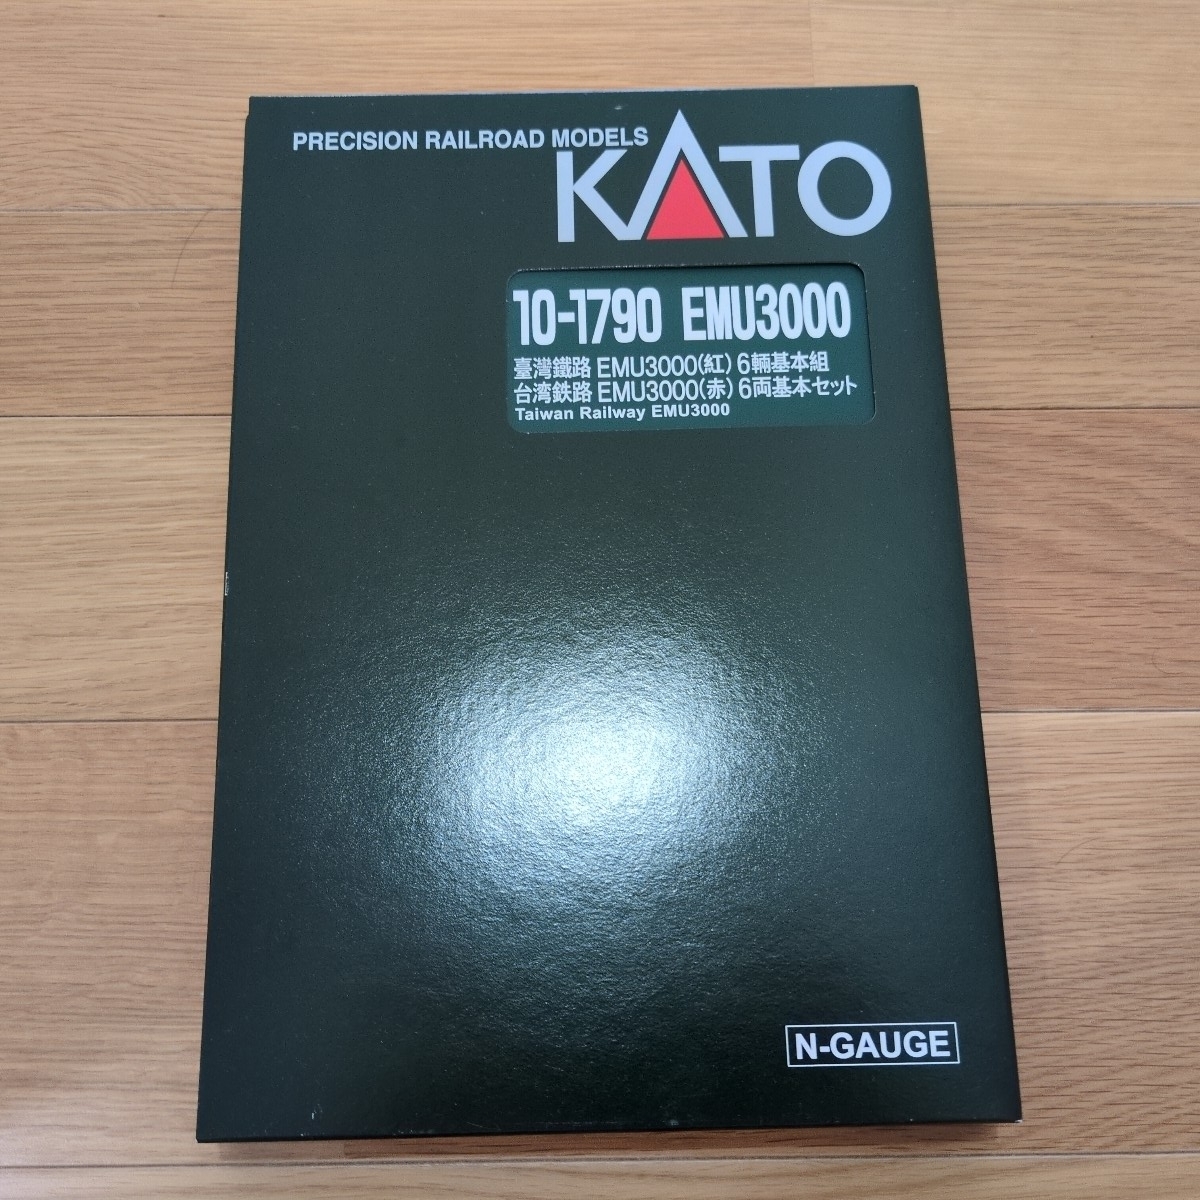 PRECISION RAILROAD MODELS
KATO
10-1790 EMU3000
臺灣鐵路 EMU3000(紅) 6輛基本組
台湾鉄路 EMU3000(赤) 6両基本セット
Taiwan Railway EMU3000
N-GAUGE